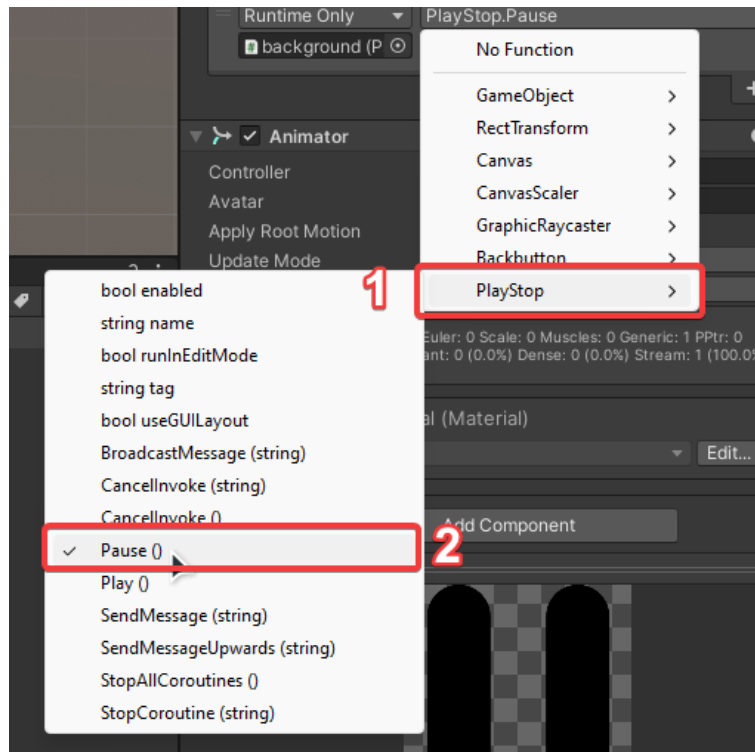 Runtime Only
PlayStop.Pause
background (P
No Function
GameObject
RectTransform
Canvas
CanvasScaler
GraphicRaycaster
Backbutton
PlayStop
1
Animator
Controller
Avatar
Apply Root Motion
Update Mode
Euler: 0 Scale: 0 Muscles: 0 Generic: 1 PPtr: 0
ant: 0 (0.0%) Dense: 0 (0.0%) Stream: 1 (100.0%
al (Material)
Edit...
Add Component
bool enabled
string name
bool runInEditMode
string tag
bool useGUILayout
BroadcastMessage (string)
CancelInvoke (string)
CancelInvoke ()
Pause ()
2
Play ()
SendMessage (string)
SendMessageUpwards (string)
StopAllCoroutines ()
StopCoroutine (string)